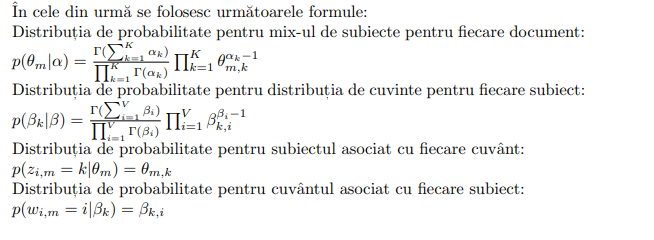 În cele din urmă se folosesc următoarele formule:
Distribuția de probabilitate pentru mix-ul de subiecte pentru fiecare document:
$p(\theta_m|\alpha) = \frac{\Gamma(\sum_{k=1}^{K} \alpha_k)}{\prod_{k=1}^{K} \Gamma(\alpha_k)} \prod_{k=1}^{K} \theta_{m,k}^{\alpha_k - 1}$
Distribuția de probabilitate pentru distribuția de cuvinte pentru fiecare subiect:
$p(\beta_k|\beta) = \frac{\Gamma(\sum_{i=1}^{V} \beta_i)}{\prod_{i=1}^{V} \Gamma(\beta_i)} \prod_{i=1}^{V} \beta_{k,i}^{\beta_i - 1}$
Distribuția de probabilitate pentru subiectul asociat cu fiecare cuvânt:
$p(z_{i,m} = k|\theta_m) = \theta_{m,k}$
Distribuția de probabilitate pentru cuvântul asociat cu fiecare subiect:
$p(w_{i,m} = i|\beta_k) = \beta_{k,i}$